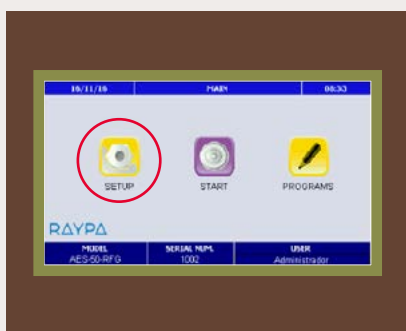 16/11/16 MAIN 08:33
SETUP START PROGRAMS
RAYPA
MODEL SERIAL NUM. USER
AES-50-RFG 1002 Administrador